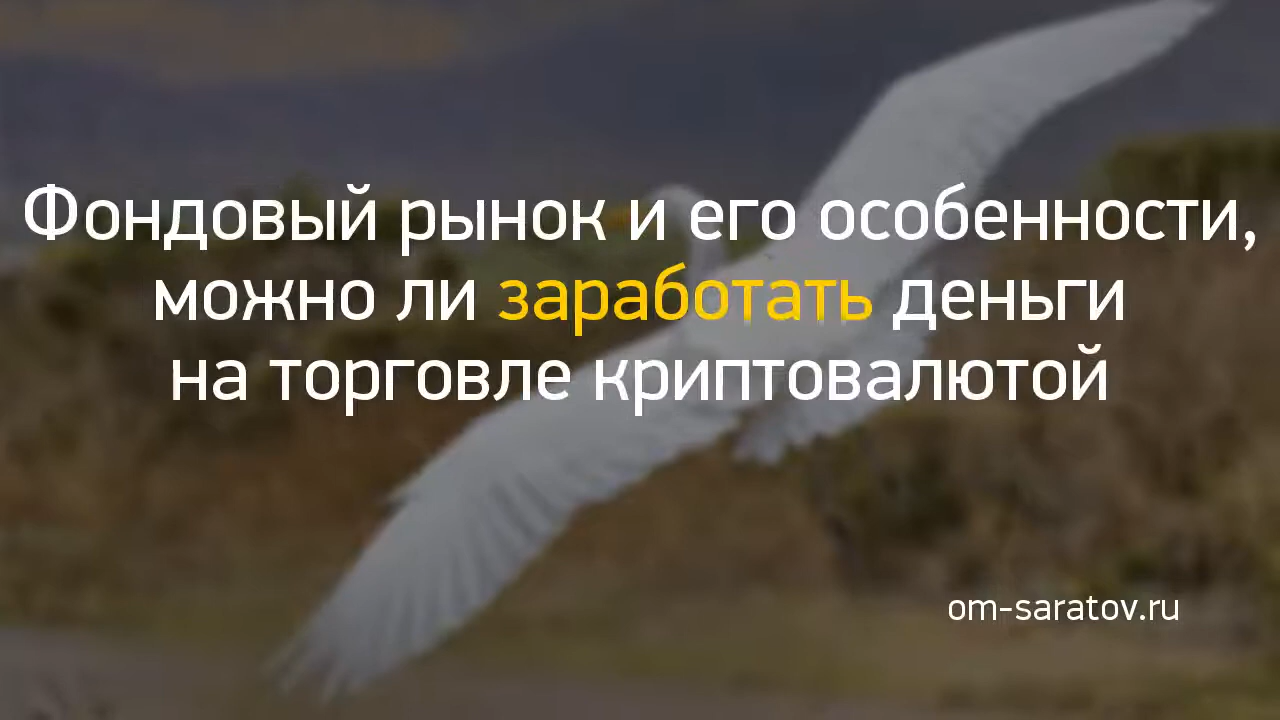 Фондовый рынок и его особенности,
можно ли заработать деньги
на торговле криптовалютой
om-saratov.ru